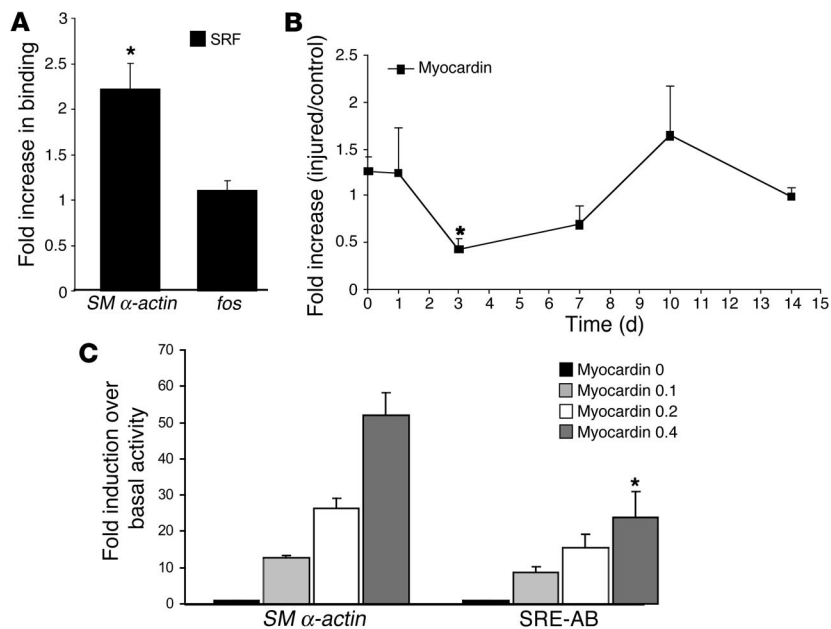 A
3
2.5
2
1.5
1
0.5
0
Fold increase in binding
SRF
*
SM α-actin
fos
B
2.5
2
1.5
1
0.5
0
Fold increase (injured/control)
Myocardin
*
0 1 2 3 4 5 6 7 8 9 10 11 12 13 14 15
Time (d)
C
70
60
50
40
30
20
10
0
Fold induction over
basal activity
Myocardin 0
Myocardin 0.1
Myocardin 0.2
Myocardin 0.4
*
SM α-actin
SRE-AB